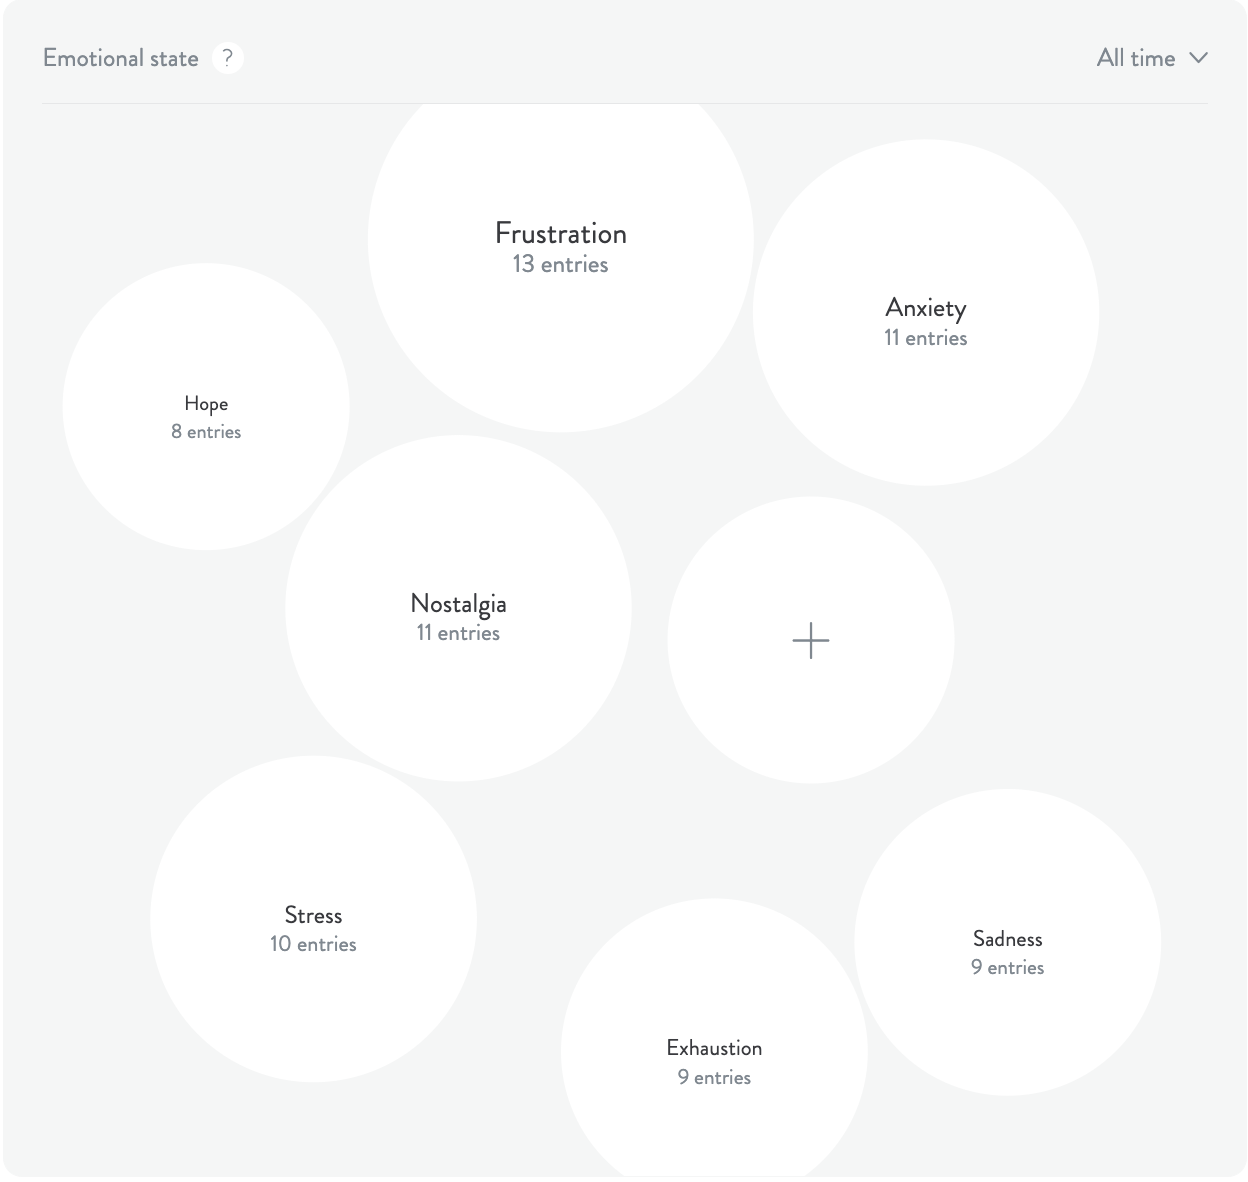 Emotional state ?
All time
Frustration
13 entries
Anxiety
11 entries
Hope
8 entries
Nostalgia
11 entries
Stress
10 entries
Sadness
9 entries
Exhaustion
9 entries